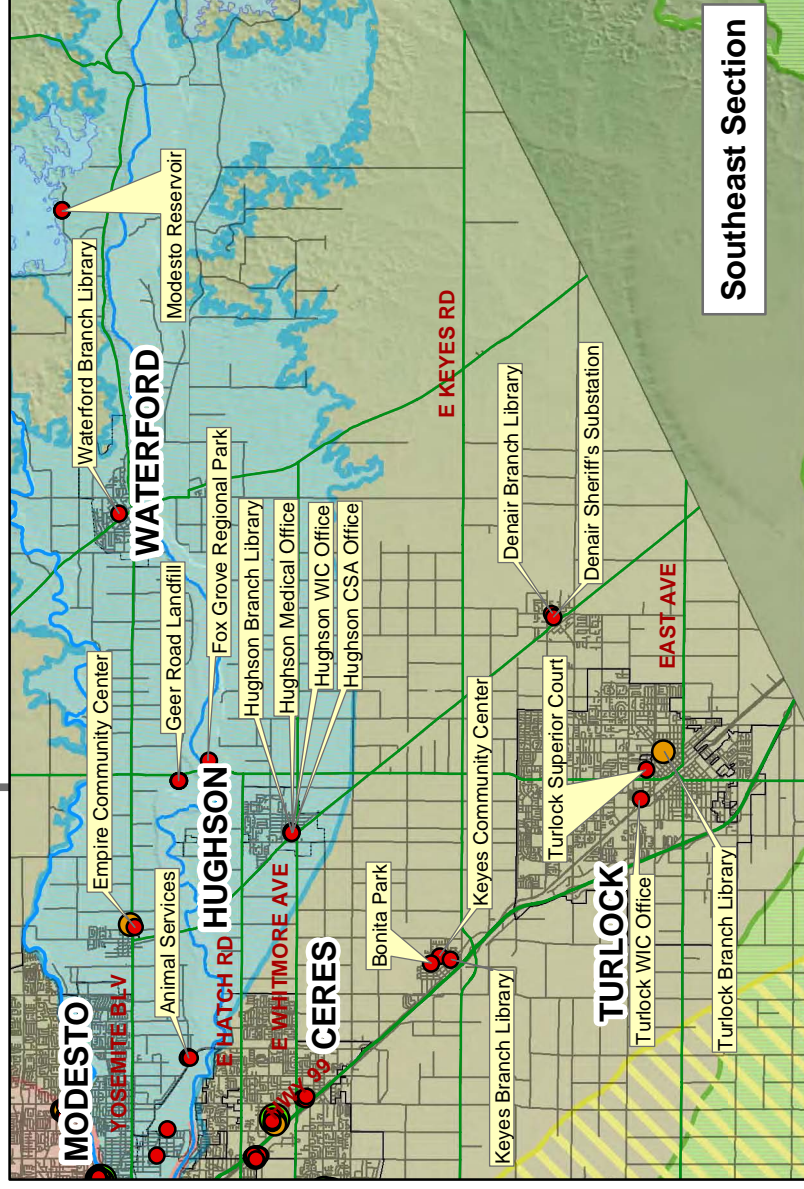 MODESTO
YOSEMITE BLV
Empire Community Center
Animal Services
Geer Road Landfill
HUGHSON
Fox Grove Regional Park
Waterford Branch Library
WATERFORD
Modesto Reservoir
E HATCH RD
E WHITMORE AVE
CERES
HWY 99
Hughson Branch Library
Hughson Medical Office
Hughson WIC Office
Hughson CSA Office
Bonita Park
Keyes Community Center
Keyes Branch Library
E KEYES RD
Denair Branch Library
Denair Sheriff's Substation
Turlock Superior Court
TURLOCK
Turlock WIC Office
Turlock Branch Library
EAST AVE
Southeast Section